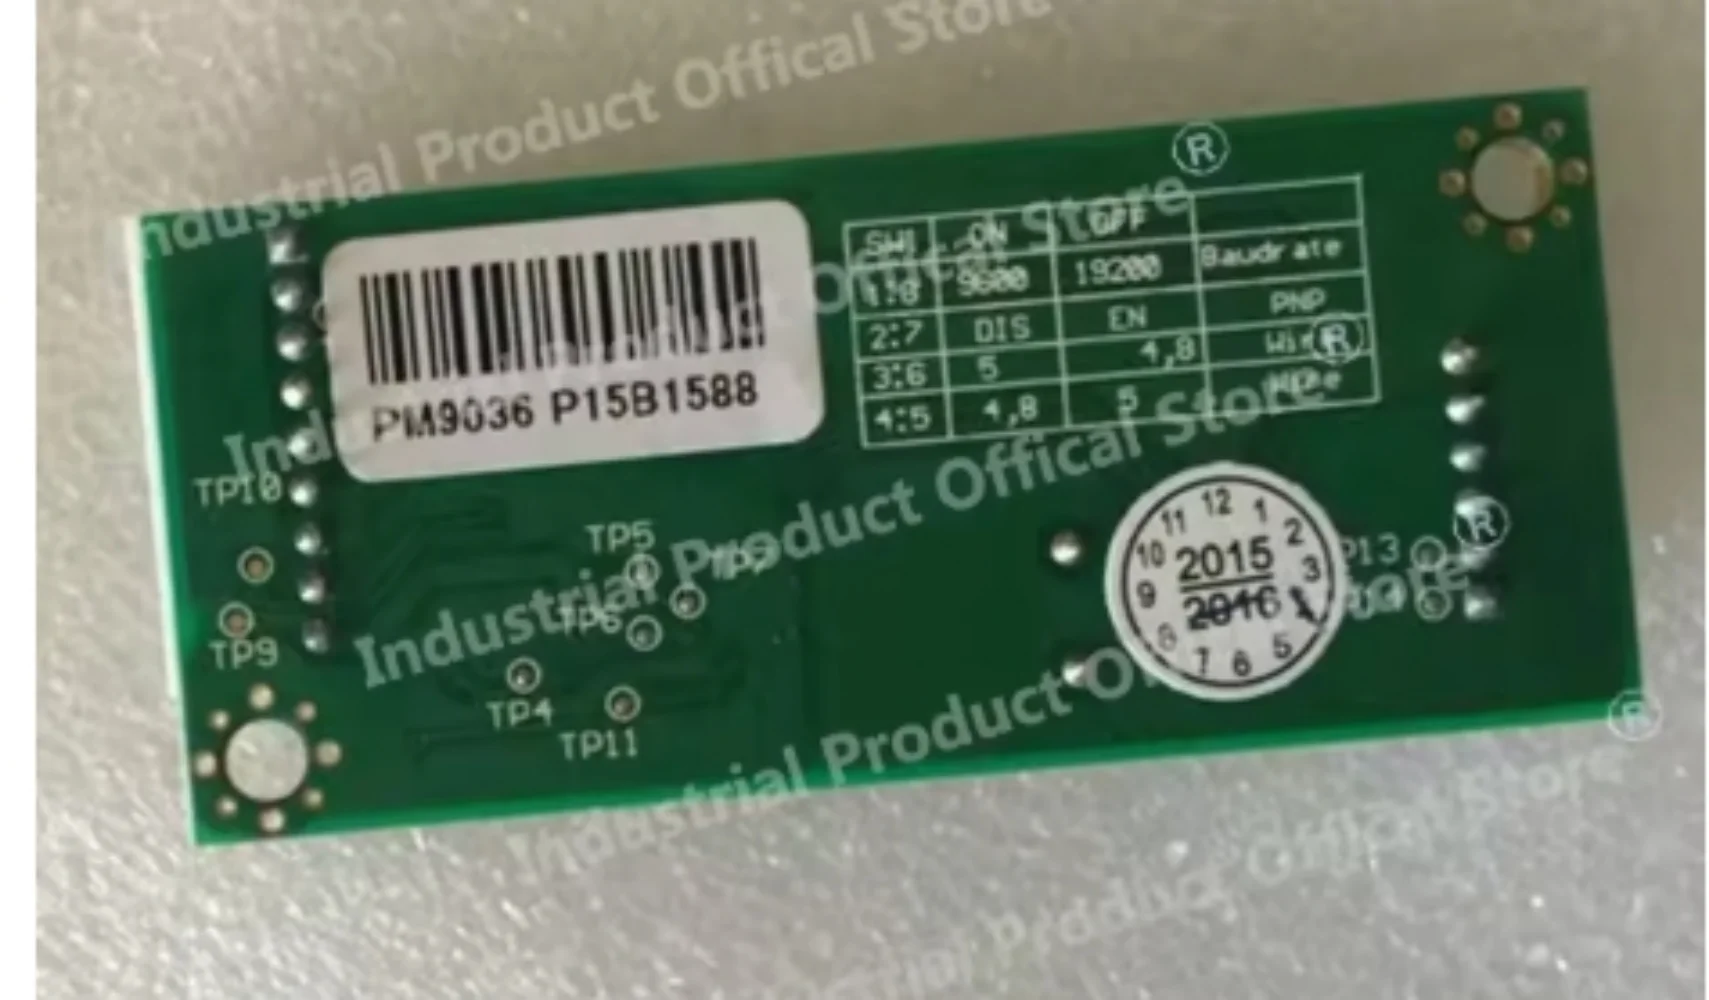 Industrial Product Offical Store
®
PM9036 P15B1588
SW1 ON OFF
1:8 9600 19200 Baudrate
2:7 DIS EN PNP
3:6 5 4,8
4:5 4,8 5
Industrial Product Offical Store ®
TP10
TP5
TP6
TP9
TP4
TP11
12 1 2 3 5 6 7 8 9 10 11
2015
2016
Industrial Product Offical Store ®
Industrial Product Offical Store ®
Product Offical Store